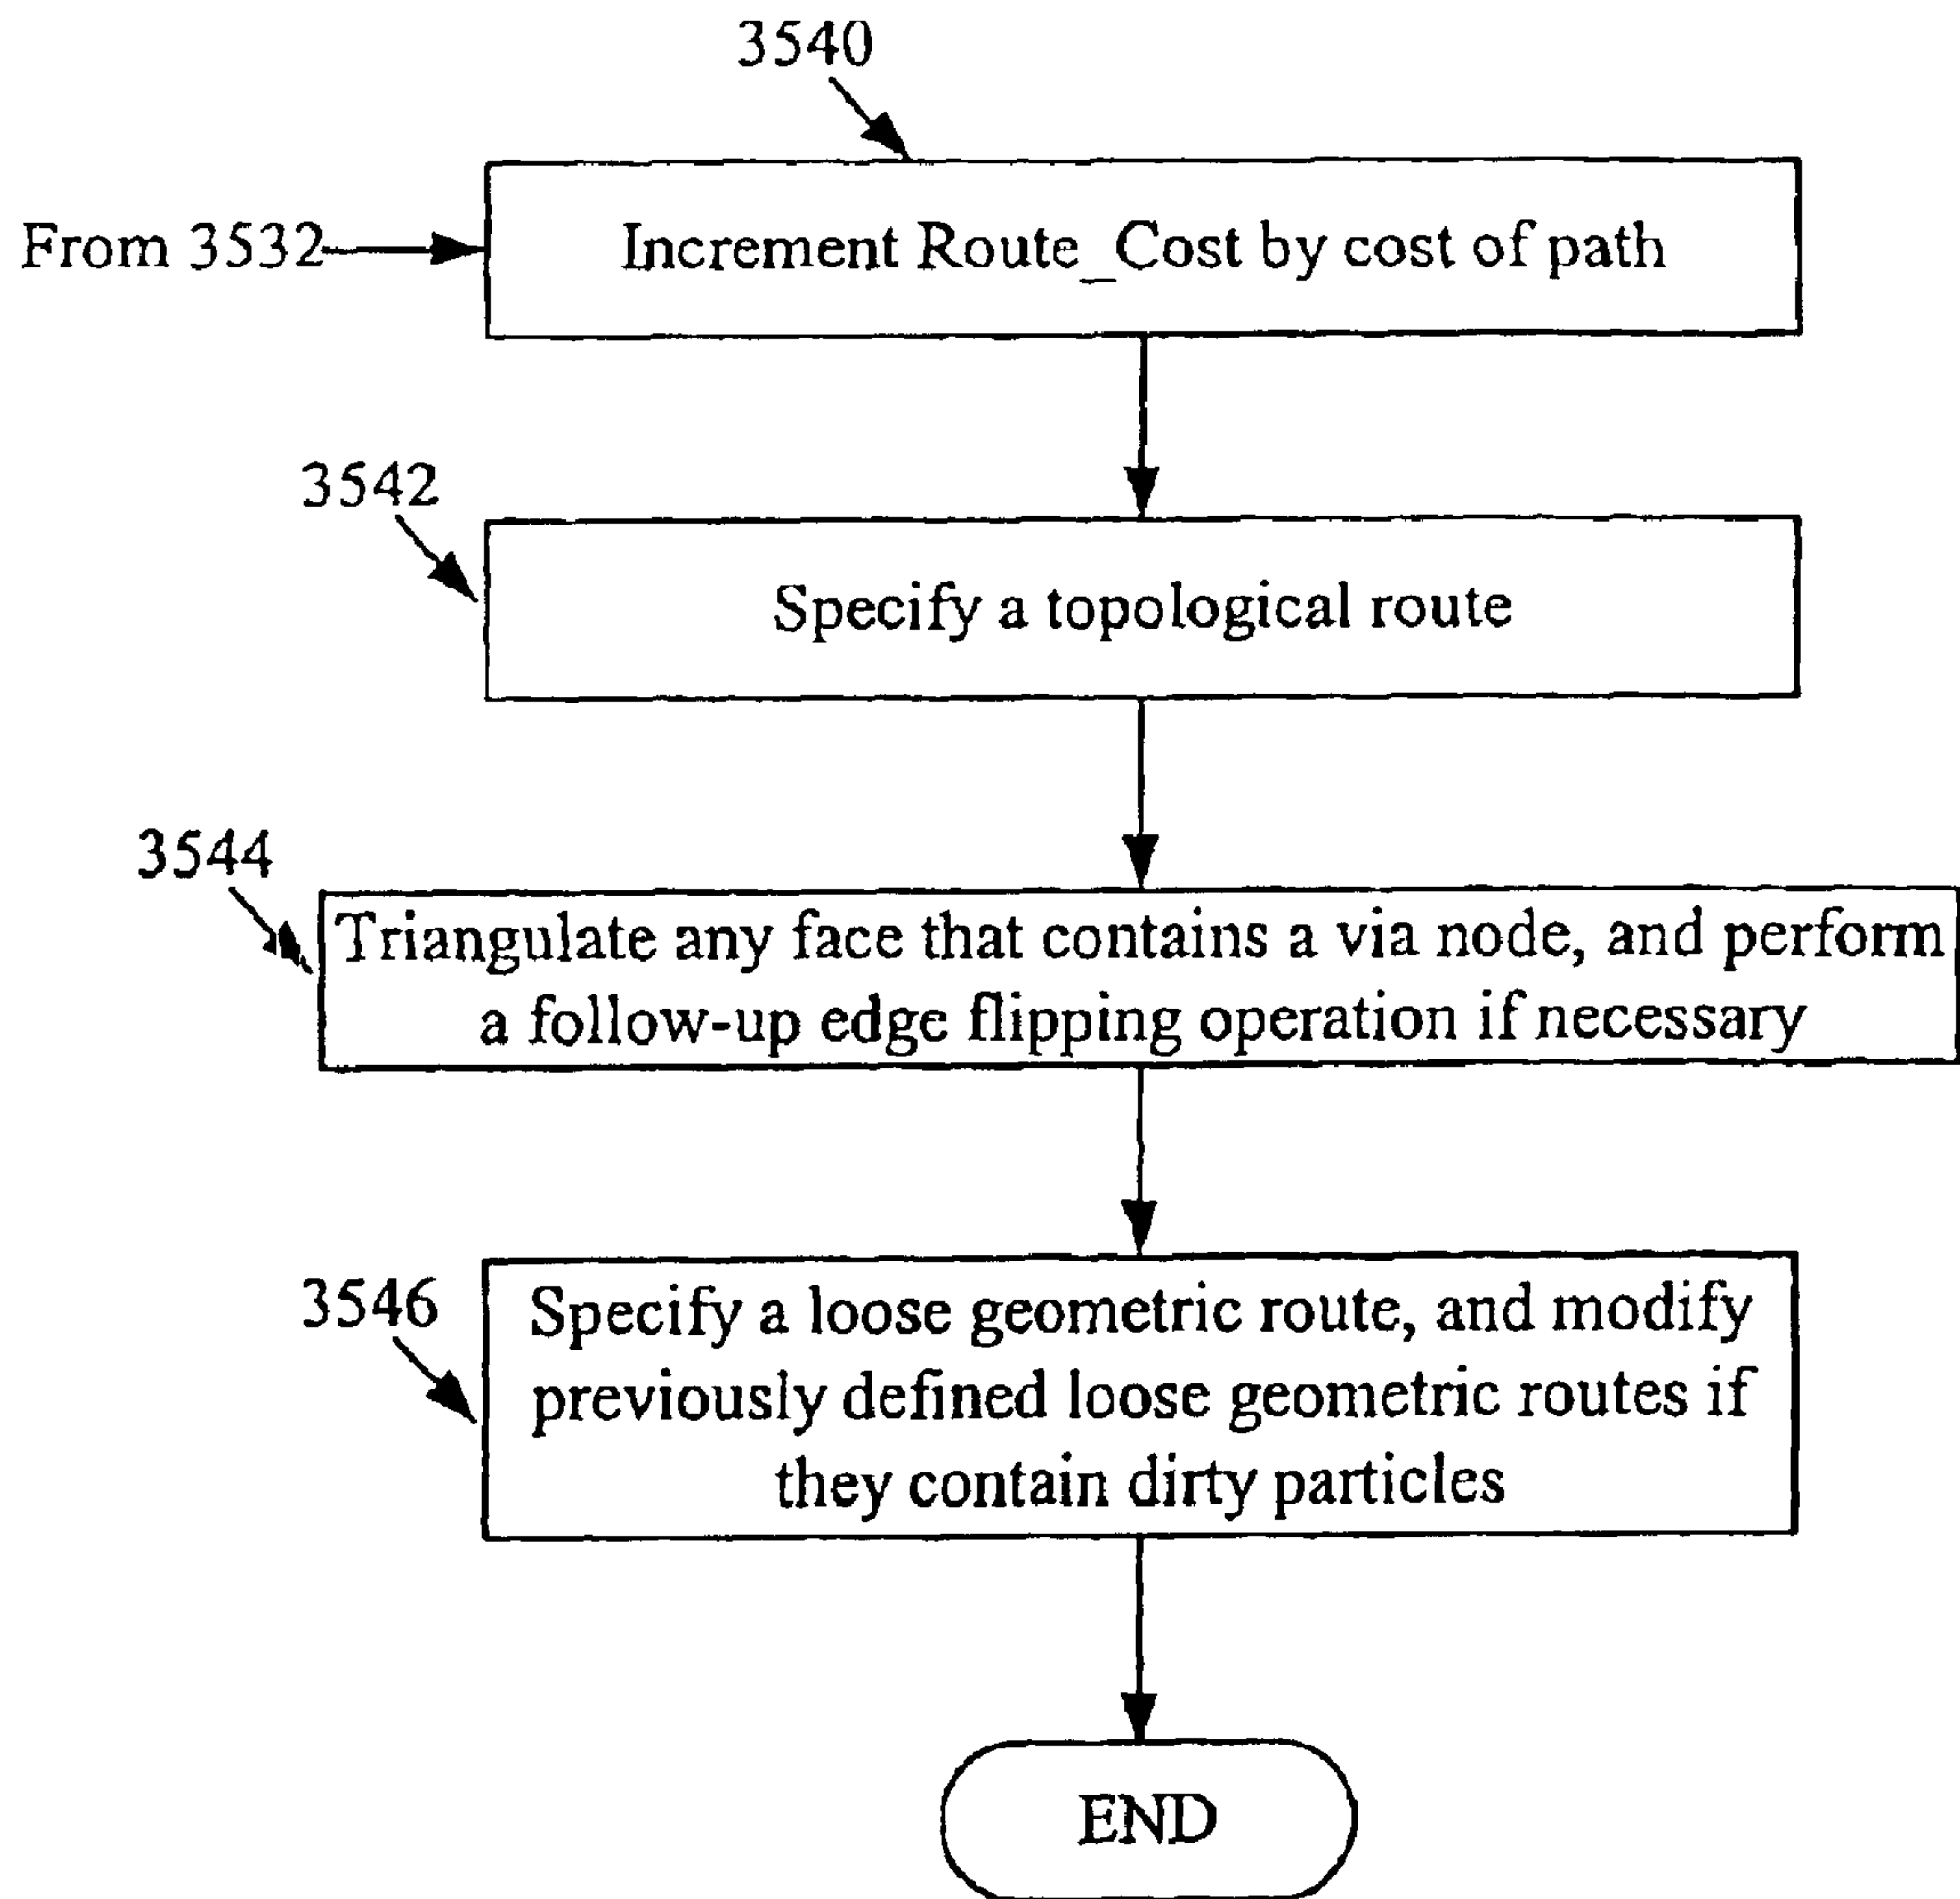 3540
From 3532
Increment Route_Cost by cost of path
3542
Specify a topological route
3544
Triangulate any face that contains a via node, and perform
a follow-up edge flipping operation if necessary
3546
Specify a loose geometric route, and modify
previously defined loose geometric routes if
they contain dirty particles
END